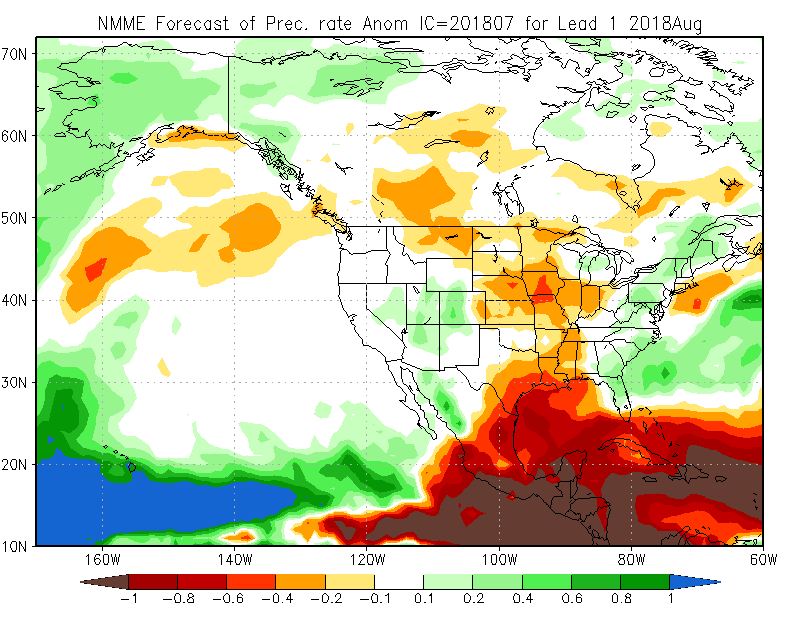 NMME Forecast of Prec. rate Anom IC=201807 for Lead 1 2018Aug
70N
60N
50N
40N
30N
20N
10N
160W 140W 120W 100W 80W 60W
-1 -0.8 -0.6 -0.4 -0.2 -0.1 0.1 0.2 0.4 0.6 0.8 1